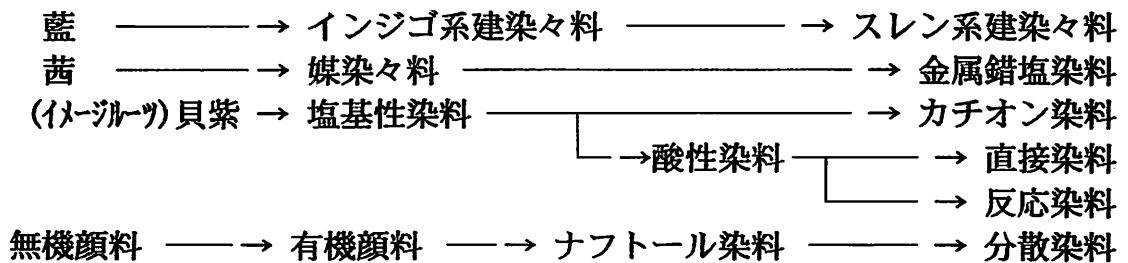 藍 → インジゴ系建染々料 → スレン系建染々料
茜 → 媒染々料 → 金属錯塩染料
(イメージルーツ)貝紫 → 塩基性染料 → カチオン染料
→酸性染料 → 直接染料
→ 反応染料
無機顔料 → 有機顔料 → ナフトール染料 → 分散染料